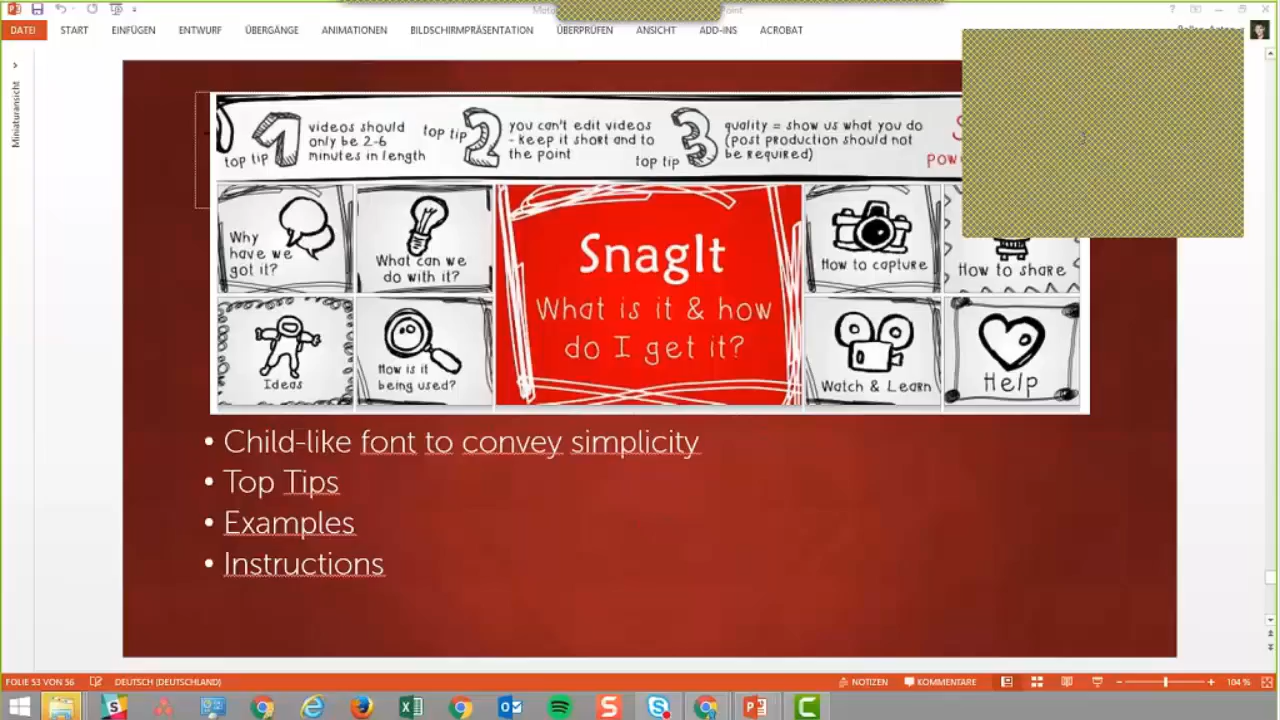 DATEI START EINFÜGEN ENTWURF ÜBERGÄNGE ANIMATIONEN BILDSCHIRMPRÄSENTATION ÜBERPRÜFEN ANSICHT ADD-INS ACROBAT
Miniaturansicht
top tip 1 videos should
only be 2-6
minutes in length
top tip 2 you can't edit videos
- keep it short and to
the point
top tip 3 quality = show us what you do
(post production should not
be required)
Why
have we
got it?
What can we
do with it?
SnagIt
What is it & how
do I get it?
How to capture
How to share
Ideas
How is it
being used?
Watch & Learn
Help
• Child-like font to convey simplicity
• Top Tips
• Examples
• Instructions
FOLIE 53 VON 56 DEUTSCH (DEUTSCHLAND) NOTIZEN KOMMENTARE 104 %